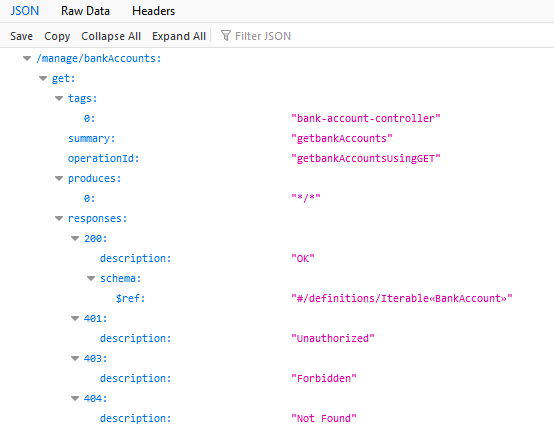 JSON Raw Data Headers
Save Copy Collapse All Expand All Filter JSON
/manage/bankAccounts:
get:
tags:
0: "bank-account-controller"
summary: "getbankAccounts"
operationId: "getbankAccountsUsingGET"
produces:
0: "*/*"
responses:
200:
description: "OK"
schema:
$ref: "#/definitions/Iterable«BankAccount»"
401:
description: "Unauthorized"
403:
description: "Forbidden"
404:
description: "Not Found"